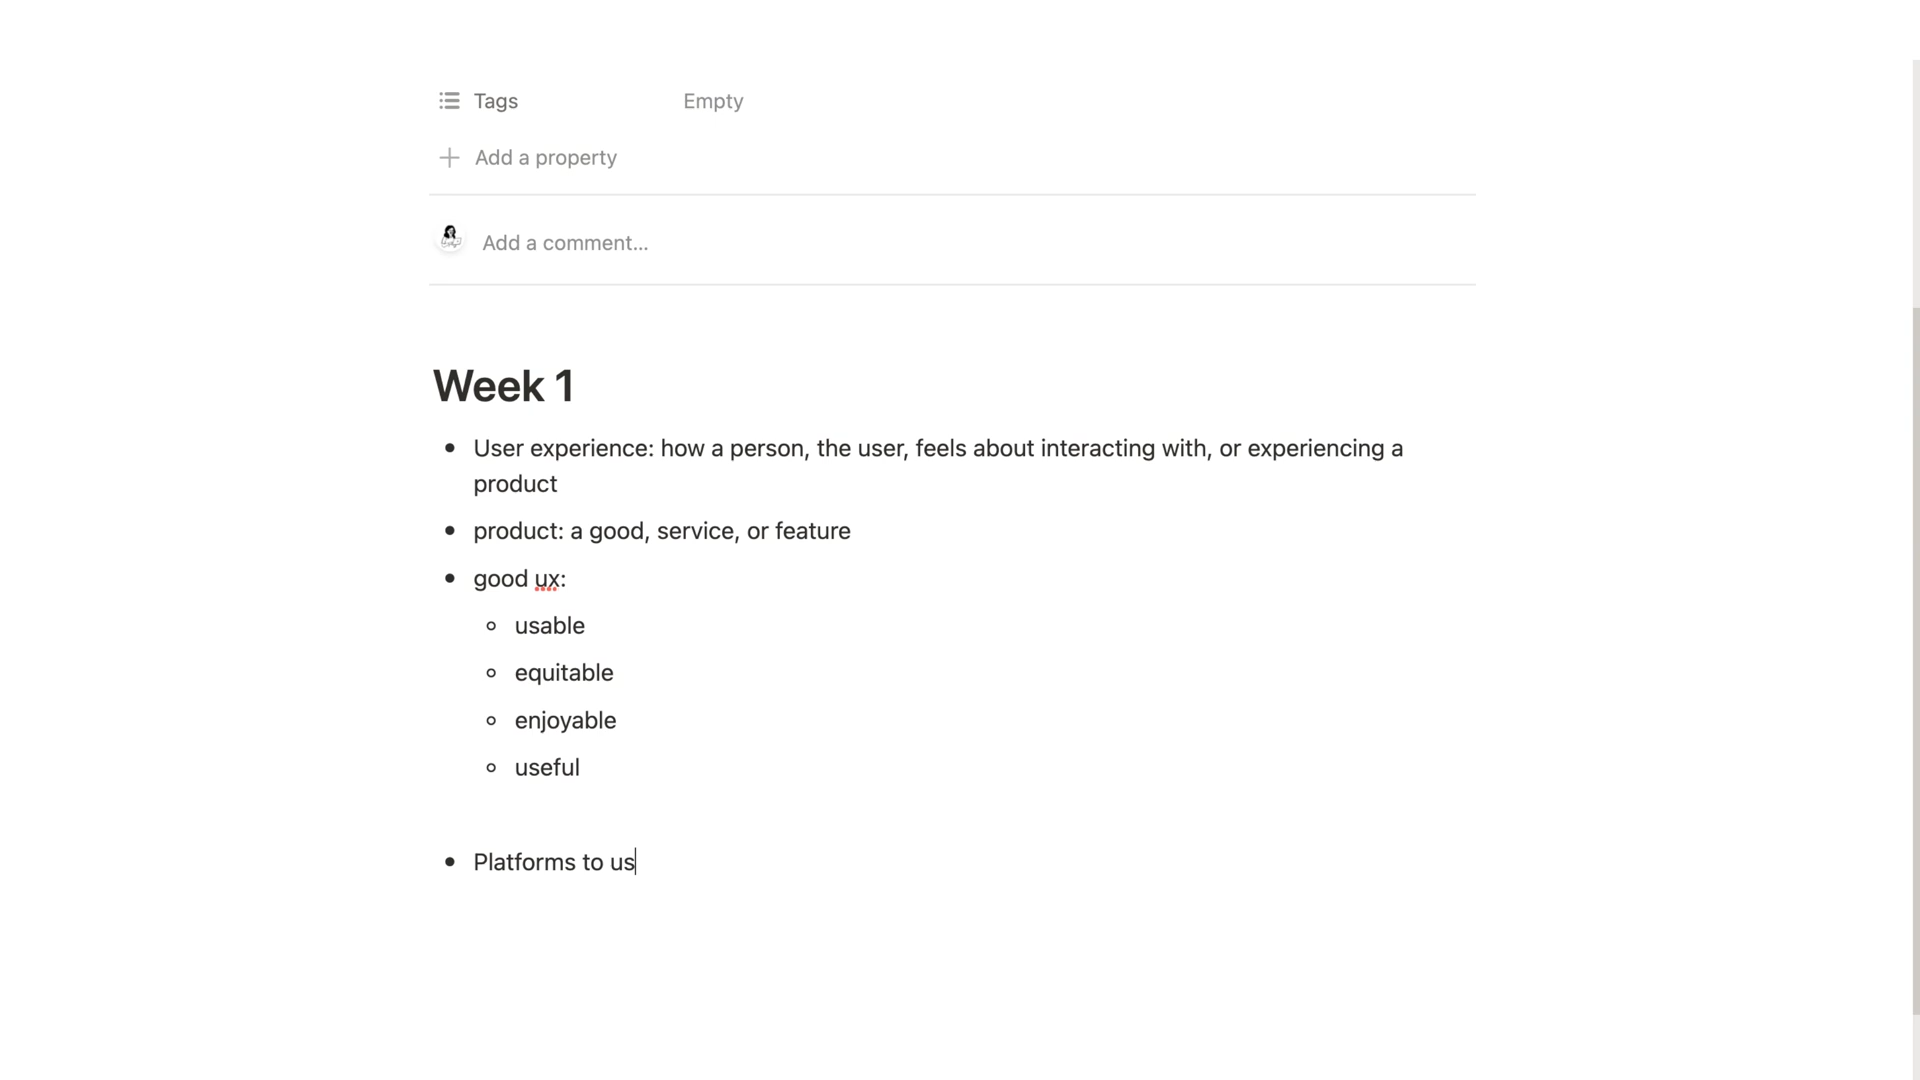 Tags Empty
Add a property
Add a comment...
Week 1
User experience: how a person, the user, feels about interacting with, or experiencing a
product
product: a good, service, or feature
good ux:
usable
equitable
enjoyable
useful
Platforms to us